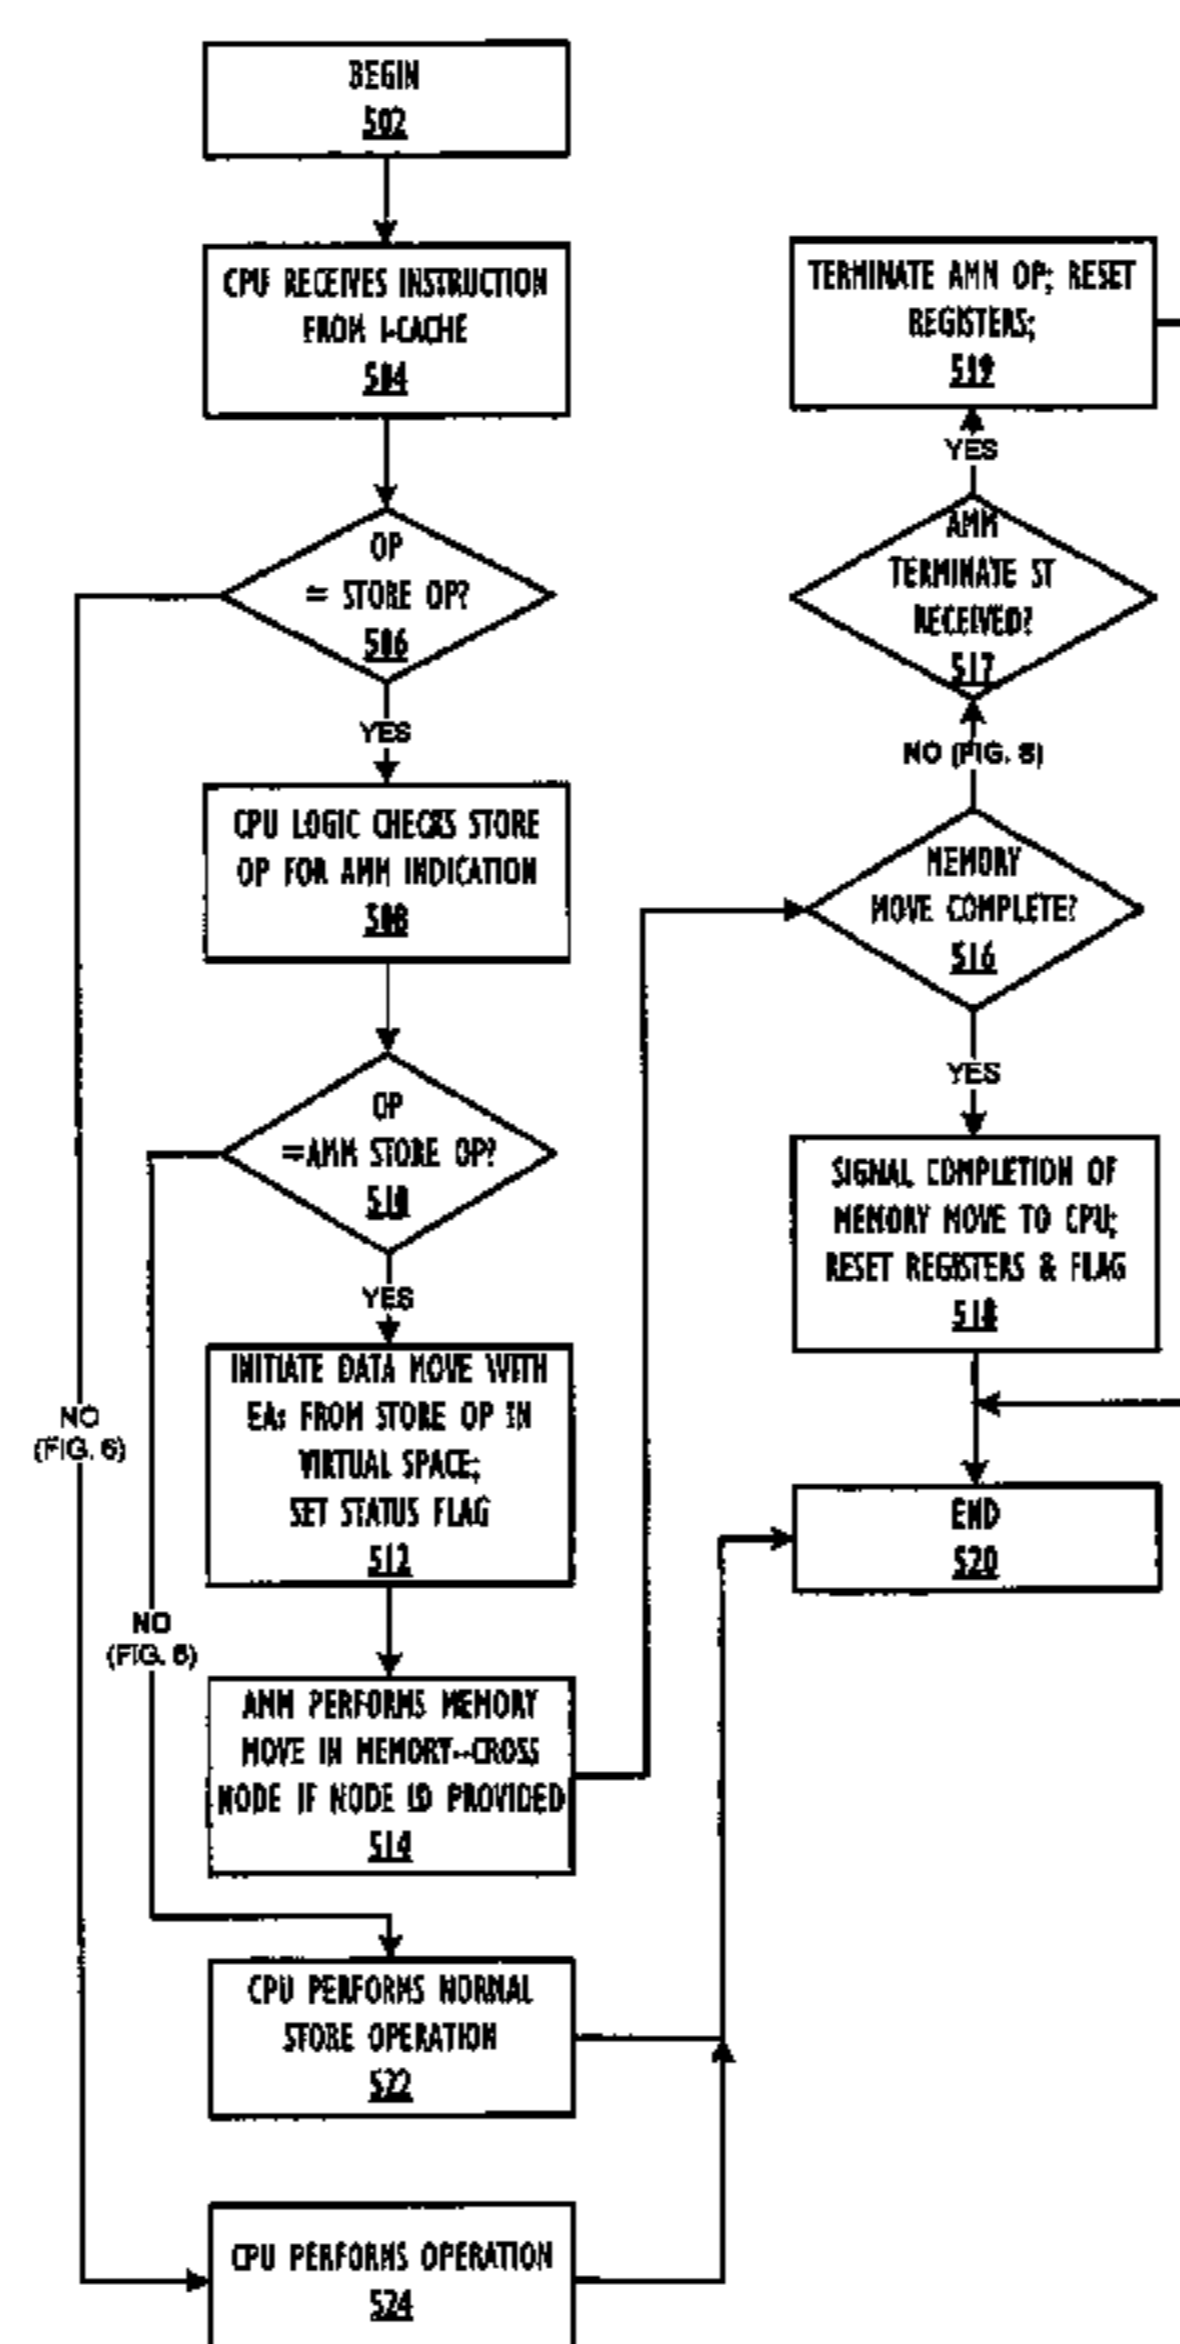 BEGIN
502
CPU RECEIVES INSTRUCTION
FROM I-CACHE
504
OP
= STORE OP?
506
YES
CPU LOGIC CHECKS STORE
OP FOR AMM INDICATION
508
OP
=AMM STORE OP?
510
YES
INITIATE DATA MOVE WITH
EAs FROM STORE OP IN
VIRTUAL SPACE;
SET STATUS FLAG
512
NO
(FIG. 6)
NO
(FIG. 6)
AMM PERFORMS MEMORY
MOVE IN MEMORY--CROSS
NODE IF NODE ID PROVIDED
514
CPU PERFORMS NORMAL
STORE OPERATION
522
CPU PERFORMS OPERATION
524
TERMINATE AMM OP; RESET
REGISTERS;
519
YES
AMM
TERMINATE ST
RECEIVED?
517
NO (FIG. 8)
MEMORY
MOVE COMPLETE?
516
YES
SIGNAL COMPLETION OF
MEMORY MOVE TO CPU;
RESET REGISTERS & FLAG
518
END
520